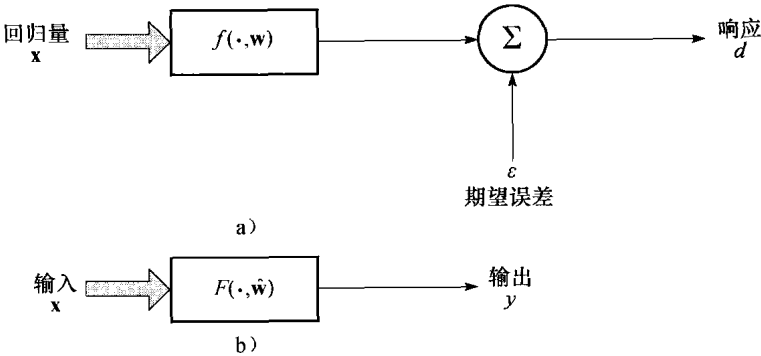 回归量
x
f(·,w)
Σ
响应
d
ε
期望误差
a）
输入
x
F(·,ŵ)
输出
y
b）